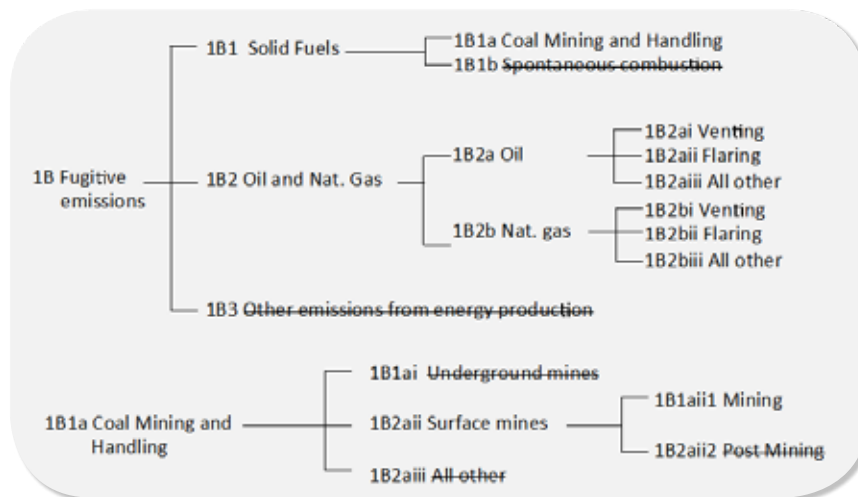 1B1 Solid Fuels
1B1a Coal Mining and Handling
1B1b Spontaneous combustion
1B Fugitive
emissions
1B2 Oil and Nat. Gas
1B2a Oil
1B2ai Venting
1B2aii Flaring
1B2aiii All other
1B2b Nat. gas
1B2bi Venting
1B2bii Flaring
1B2biii All other
1B3 Other emissions from energy production
1B1a Coal Mining and
Handling
1B1ai Underground mines
1B2aii Surface mines
1B1aii1 Mining
1B2aii2 Post Mining
1B2aiii All other